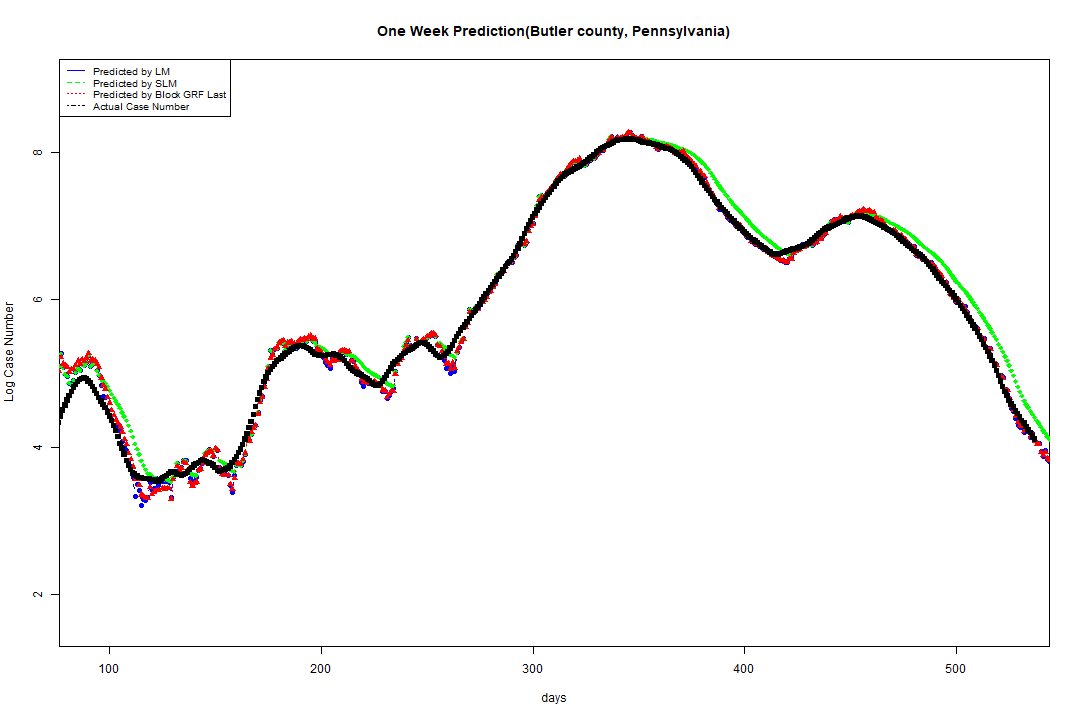 One Week Prediction(Butler county, Pennsylvania)
Predicted by LM
Predicted by SLM
Predicted by Block GRF Last
Actual Case Number
Log Case Number
8
6
4
2
100 200 300 400 500
days